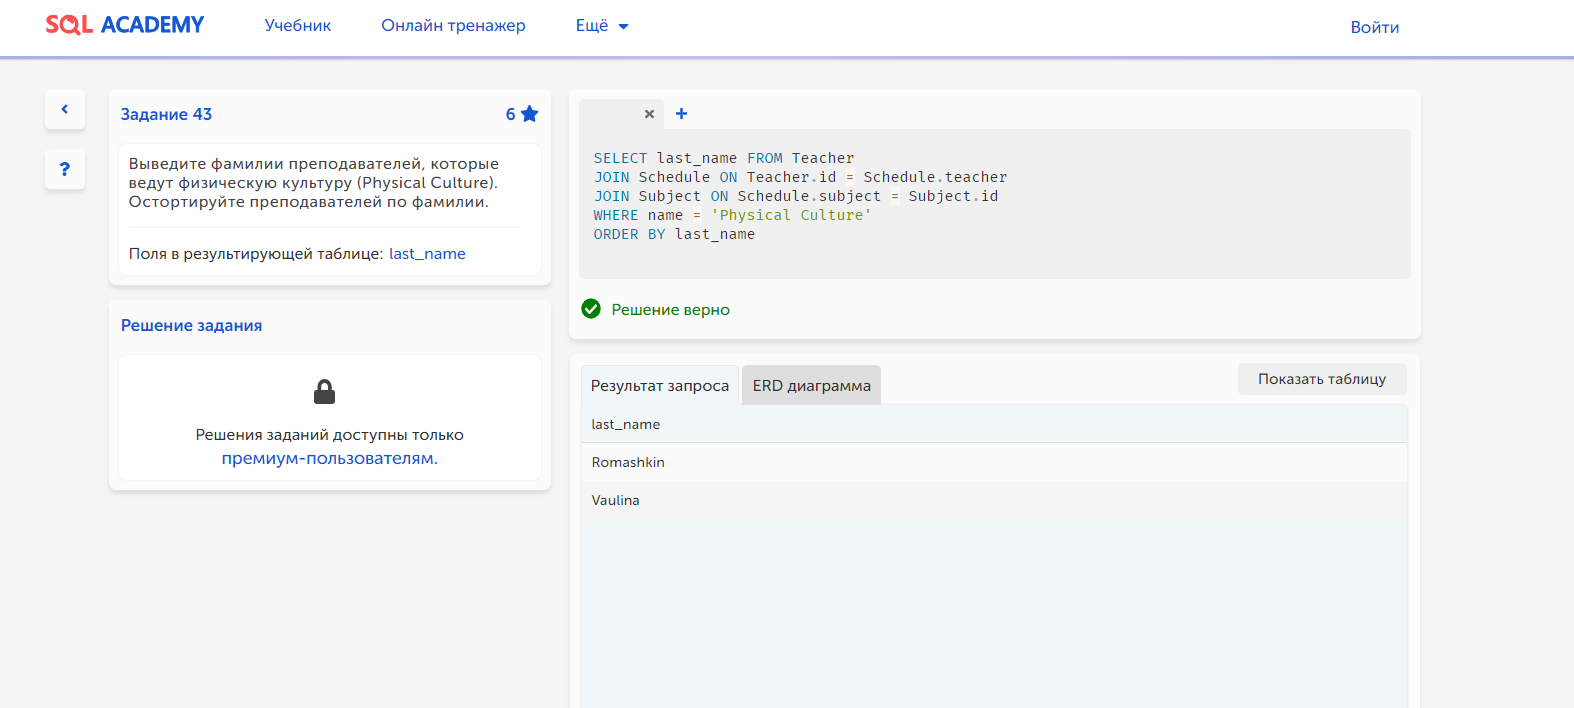 SQL ACADEMY
Учебник
Онлайн тренажер
Ещё
Войти
Задание 43
6
Выведите фамилии преподавателей, которые
ведут физическую культуру (Physical Culture).
Остортируйте преподавателей по фамилии.
Поля в результирующей таблице: last_name
Решение задания
Решения заданий доступны только
премиум-пользователям.
SELECT last_name FROM Teacher
JOIN Schedule ON Teacher.id = Schedule.teacher
JOIN Subject ON Schedule.subject = Subject.id
WHERE name = 'Physical Culture'
ORDER BY last_name
Решение верно
Результат запроса
ERD диаграмма
Показать таблицу
last_name
Romashkin
Vaulina